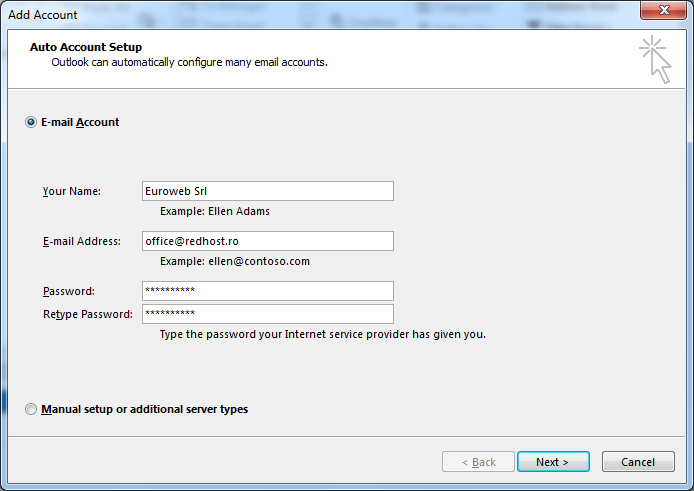 Add Account
Auto Account Setup
Outlook can automatically configure many email accounts.
E-mail Account
Your Name: Euroweb Srl
Example: Ellen Adams
E-mail Address: office@redhost.ro
Example: ellen@contoso.com
Password: **********
Retype Password: **********
Type the password your Internet service provider has given you.
Manual setup or additional server types
< Back Next > Cancel